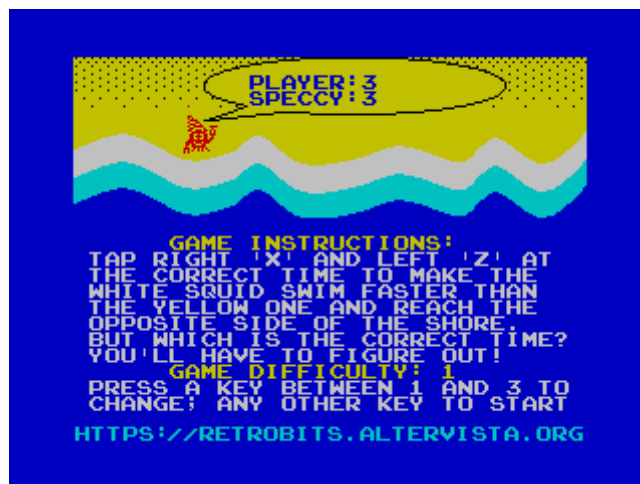 PLAYER:3
SPECCY:3
GAME INSTRUCTIONS:
TAP RIGHT 'X' AND LEFT 'Z' AT
THE CORRECT TIME TO MAKE THE
WHITE SQUID SWIM FASTER THAN
THE YELLOW ONE AND REACH THE
OPPOSITE SIDE OF THE SHORE.
BUT WHICH IS THE CORRECT TIME?
YOU'LL HAVE TO FIGURE OUT!
GAME DIFFICULTY: 1
PRESS A KEY BETWEEN 1 AND 3 TO
CHANGE; ANY OTHER KEY TO START
HTTPS://RETROBITS.ALTERVISTA.ORG